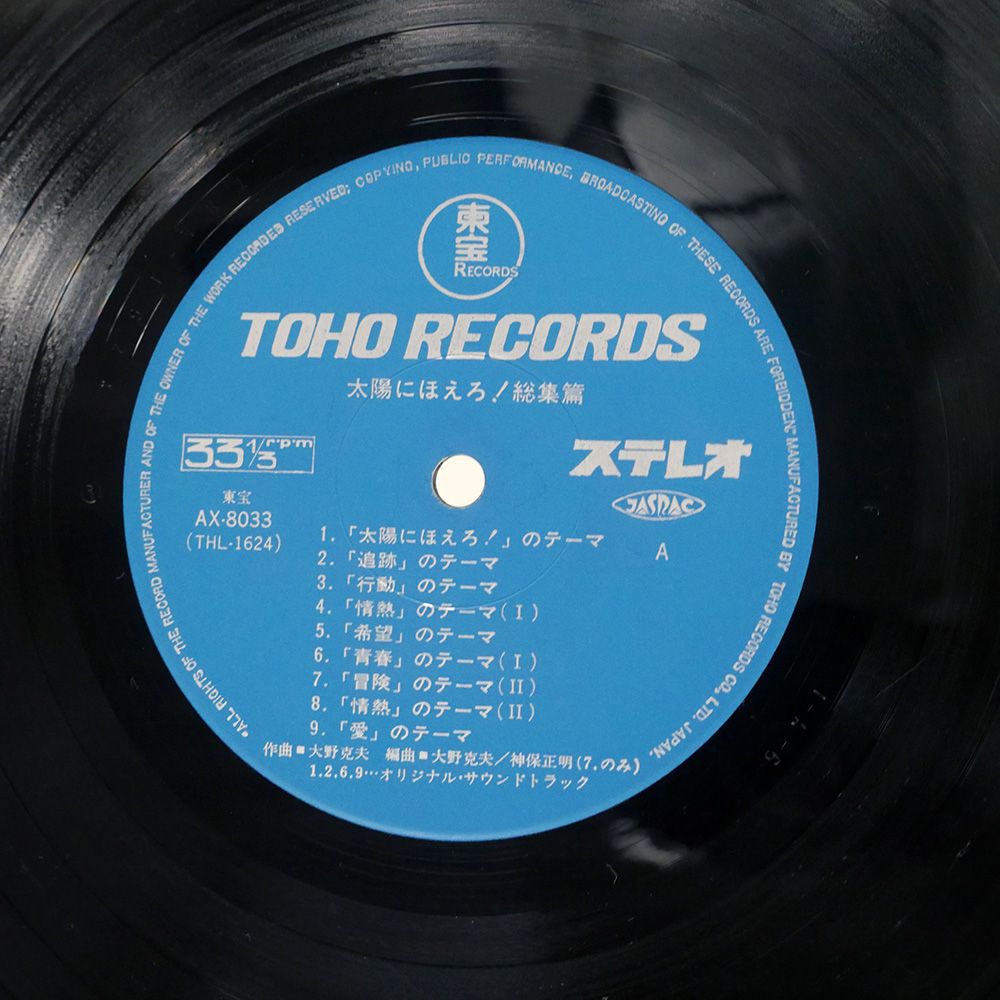 *ALL RIGHTS OF THE RECORD MANUFACTURER AND OF THE OWNER OF THE WORK RECORDED RESERVED; COPYING, PUBLIC PERFORMANCE, BROADCASTING OF THESE RECORDS ARE FORBIDDEN" MANUFACTURED BY TOHO RECORDS CO., LTD. JAPAN.
東宝
RECORDS
TOHO RECORDS
太陽にほえろ!総集篇
33 1/3 r・p・m
ステレオ
JASRAC
東宝
AX-8033
(THL-1624)
A
1.「太陽にほえろ!」のテーマ
2.「追跡」のテーマ
3.「行動」のテーマ
4.「情熱」のテーマ(I)
5.「希望」のテーマ
6.「青春」のテーマ(I)
7.「冒険」のテーマ(II)
8.「情熱」のテーマ(II)
9.「愛」のテーマ
作曲■大野克夫 編曲■大野克夫/神保正明(7.のみ)
1.2.6.9…オリジナル・サウンドトラック